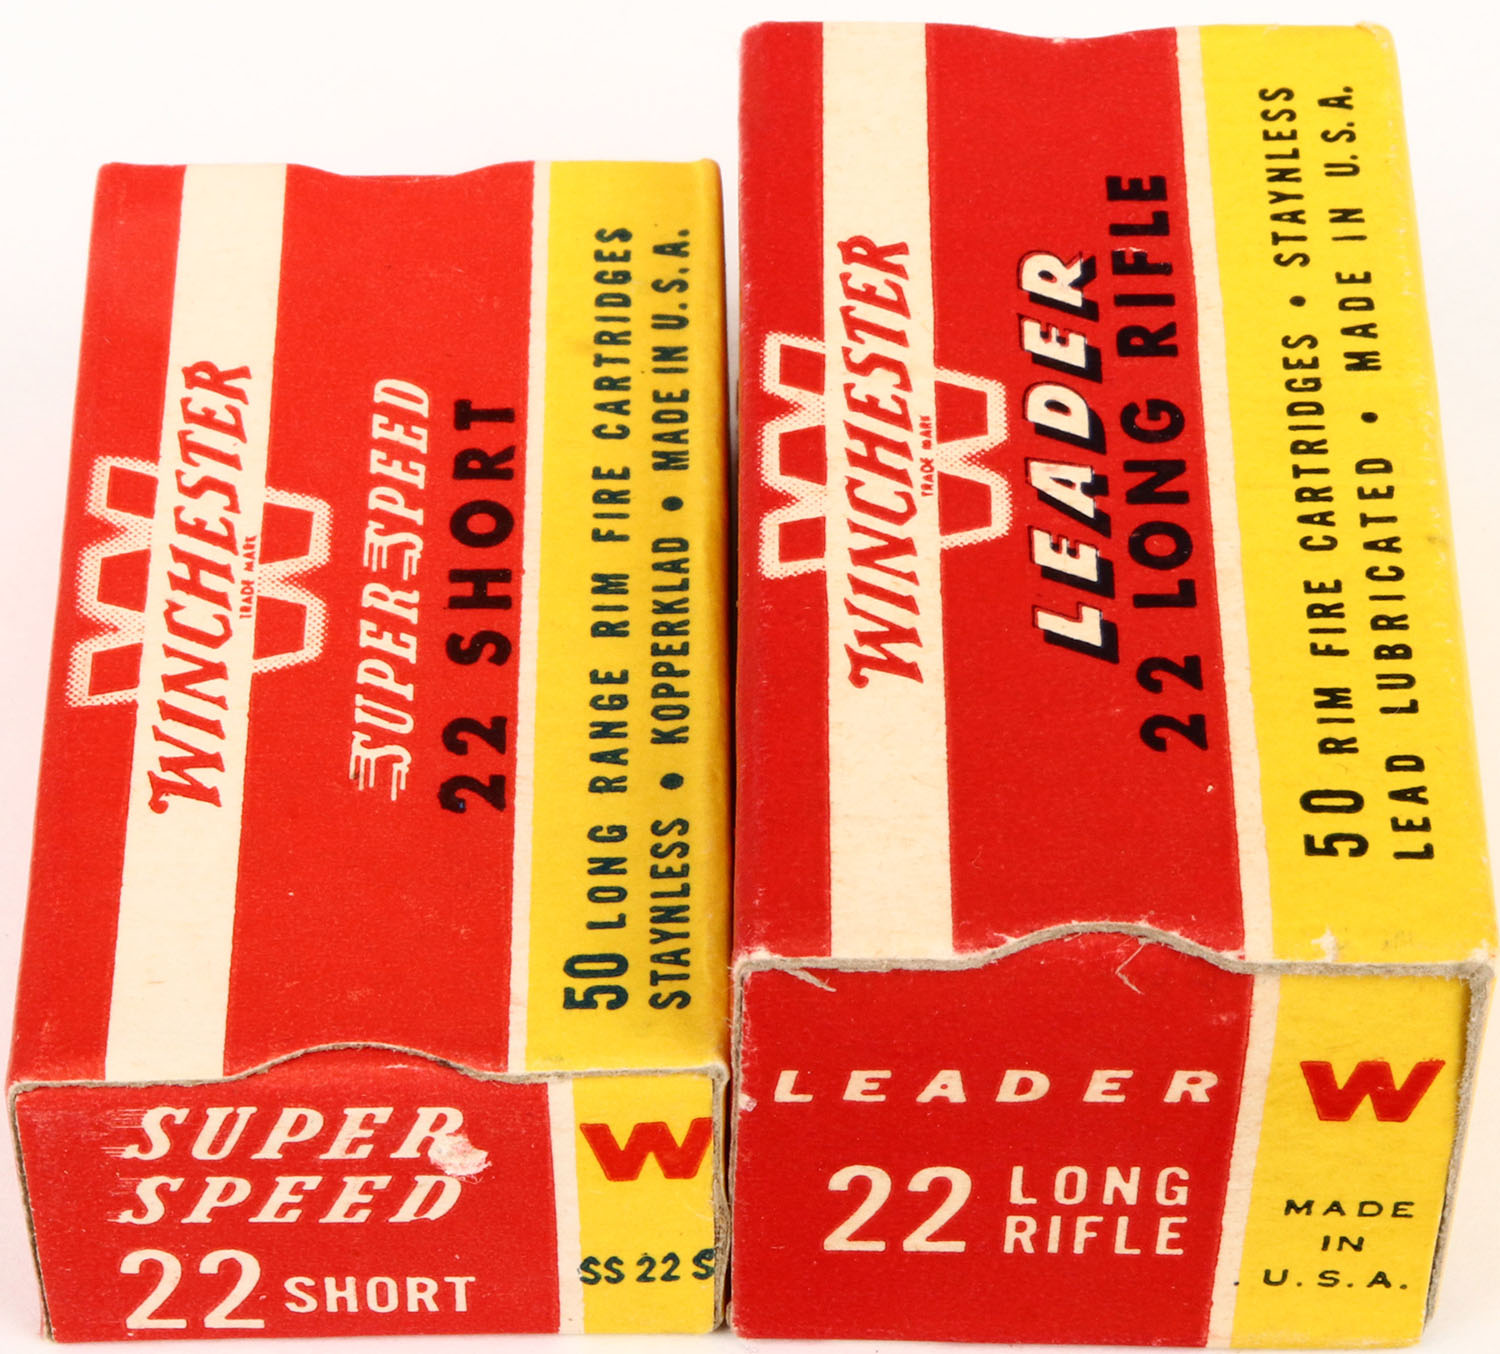 W
WINCHESTER
TRADE MARK
SUPER SPEED
22 SHORT
50 LONG RANGE RIM FIRE CARTRIDGES
STAYNLESS • KOPPERKLAD • MADE IN U.S.A.
SUPER
SPEED
22 SHORT
W
SS 22 S
W
WINCHESTER
TRADE MARK
LEADER
22 LONG RIFLE
50 RIM FIRE CARTRIDGES • STAYNLESS
LEAD LUBRICATED • MADE IN U.S.A.
LEADER
22 LONG
RIFLE
W
MADE
IN
U.S.A.